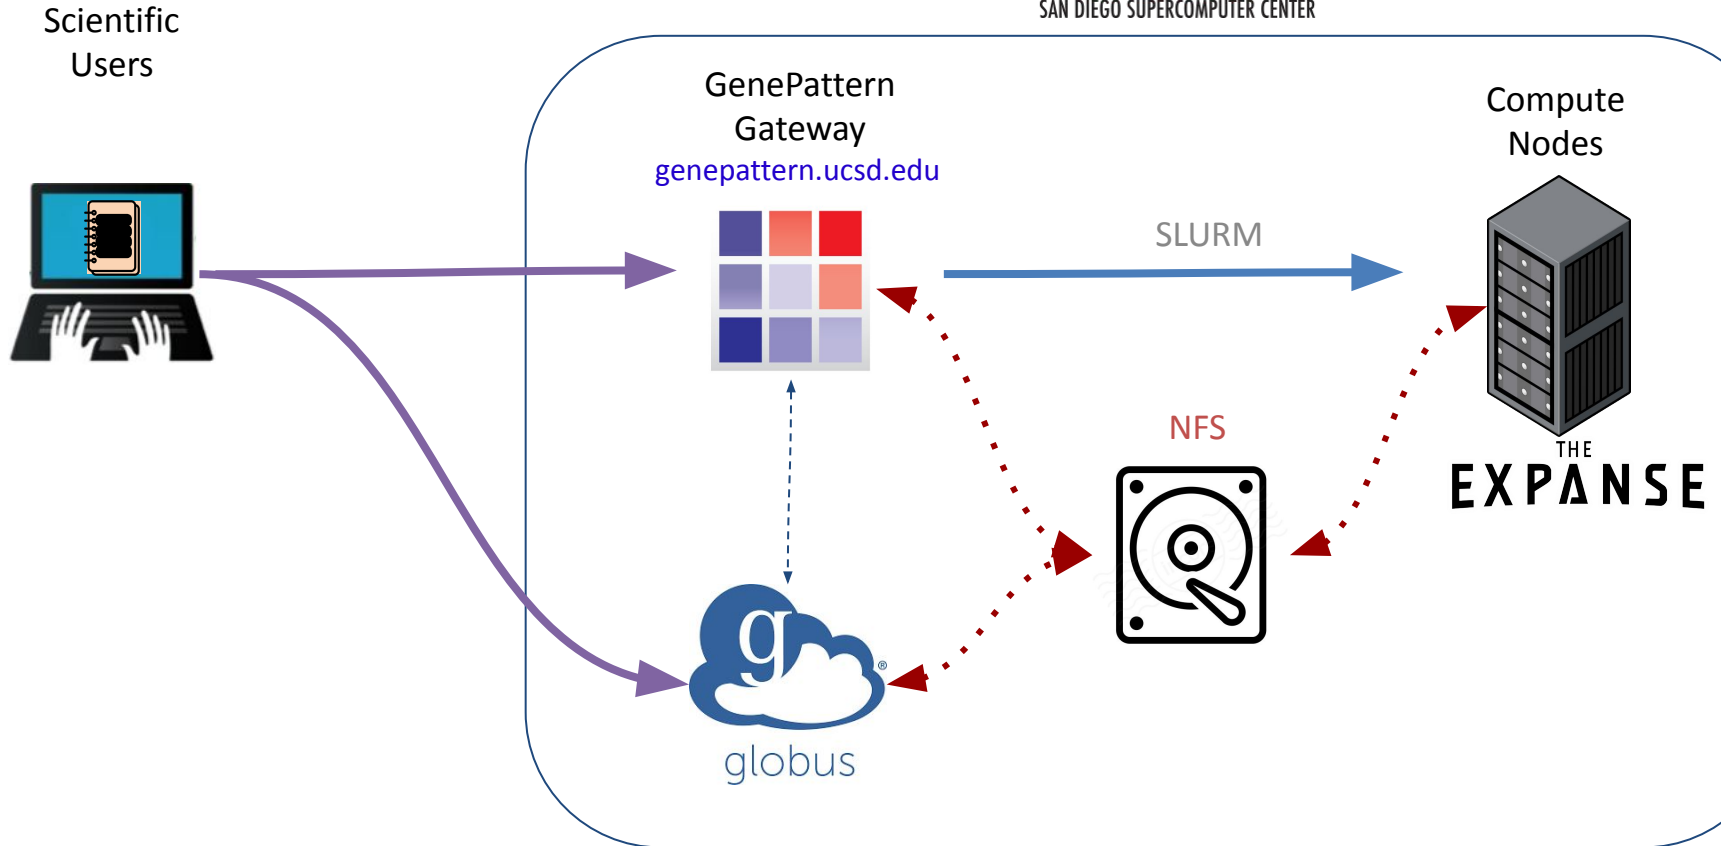 SAN DIEGO SUPERCOMPUTER CENTER
Scientific
Users
GenePattern
Gateway
genepattern.ucsd.edu
Compute
Nodes
SLURM
NFS
THE
EXPANSE
g
®
globus